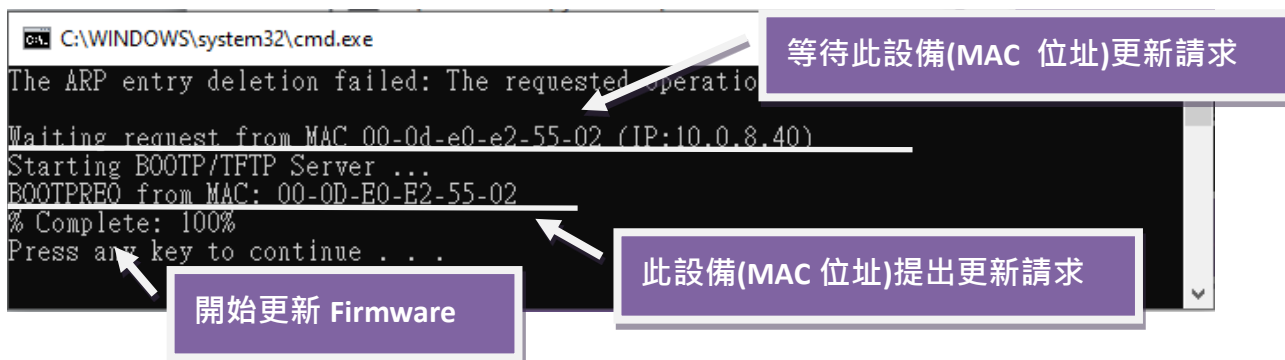 C:\WINDOWS\system32\cmd.exe
等待此設備(MAC 位址)更新請求
The ARP entry deletion failed: The requested operatio
Waiting request from MAC 00-0d-e0-e2-55-02 (IP:10.0.8.40)
Starting BOOTP/TFTP Server ...
BOOTPREQ from MAC: 00-0D-E0-E2-55-02
% Complete: 100%
Press any key to continue . . .
此設備(MAC 位址)提出更新請求
開始更新 Firmware